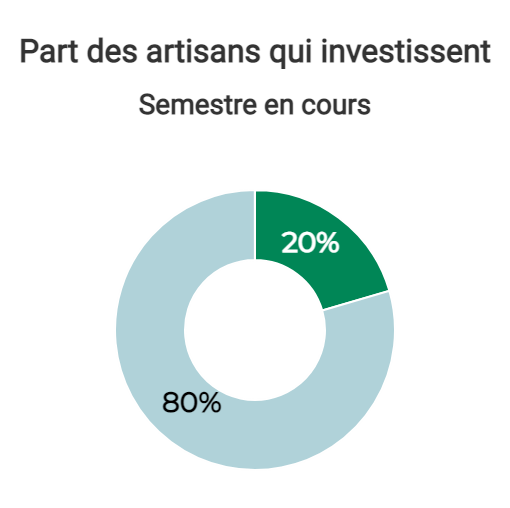 Part des artisans qui investissent
Semestre en cours
20%
80%